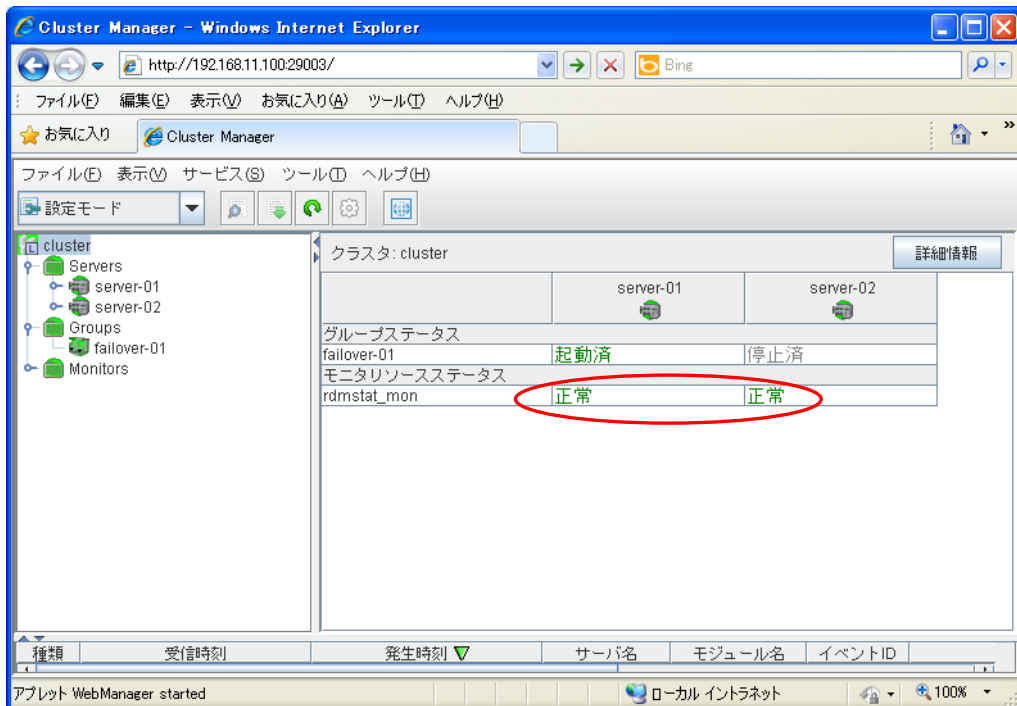 Cluster Manager - Windows Internet Explorer
http://192.168.11.100:29003/
Bing
ファイル(F) 編集(E) 表示(V) お気に入り(A) ツール(T) ヘルプ(H)
お気に入り Cluster Manager
ファイル(F) 表示(V) サービス(S) ツール(T) ヘルプ(H)
設定モード
cluster
Servers
server-01
server-02
Groups
failover-01
Monitors
クラスタ: cluster 詳細情報
server-01 server-02
グループステータス
failover-01 起動済 停止済
モニタリソースステータス
rdmstat_mon 正常 正常
種類 受信時刻 発生時刻 サーバ名 モジュール名 イベントID
アプレット WebManager started ローカル イントラネット 100%